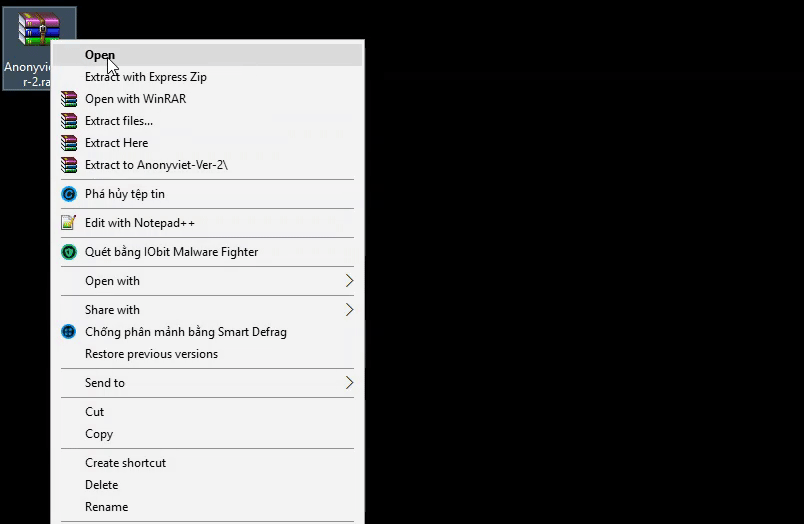 Anonyvi
r-2.ra
Open
Extract with Express Zip
Open with WinRAR
Extract files...
Extract Here
Extract to Anonyviet-Ver-2\
Phá hủy tệp tin
Edit with Notepad++
Quét bằng IObit Malware Fighter
Open with
Share with
Chống phân mảnh bằng Smart Defrag
Restore previous versions
Send to
Cut
Copy
Create shortcut
Delete
Rename